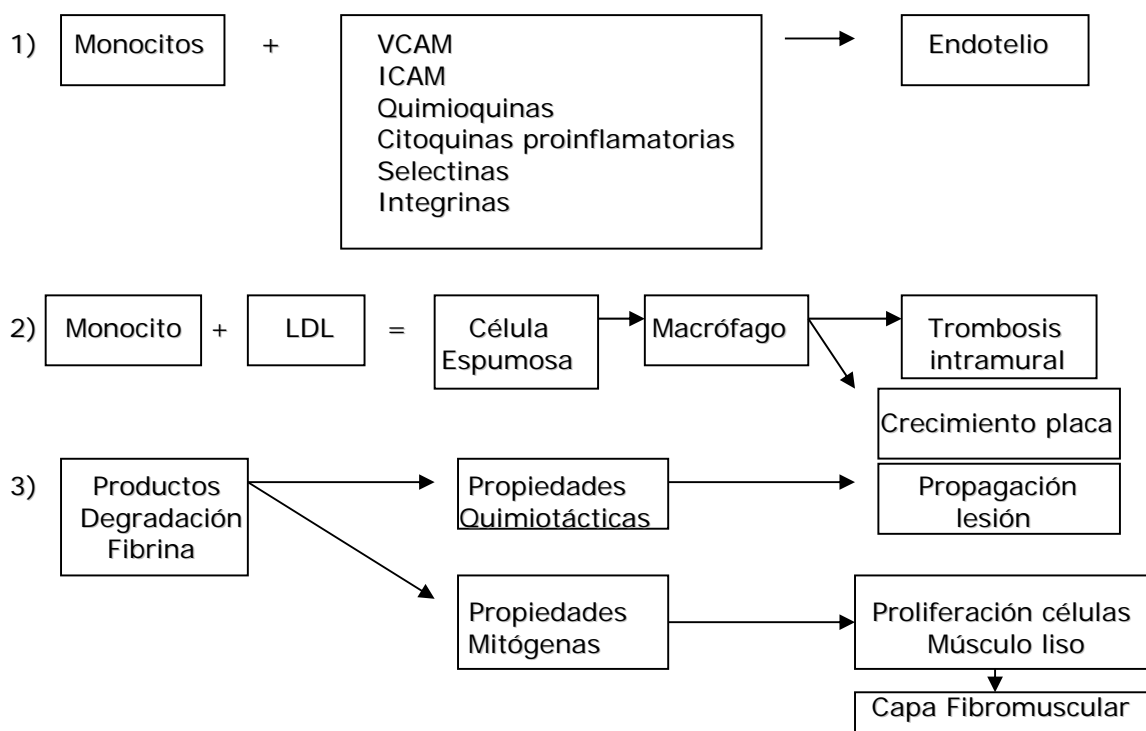 1) Monocitos + VCAM Endotelio
ICAM
Quimioquinas
Citoquinas proinflamatorias
Selectinas
Integrinas
2) Monocito + LDL = Célula Espumosa Macrófago Trombosis intramural
Crecimiento placa
3) Productos Degradación Fibrina
Propiedades Quimiotácticas
Propagación lesión
Propiedades Mitógenas
Proliferación células Músculo liso
Capa Fibromuscular